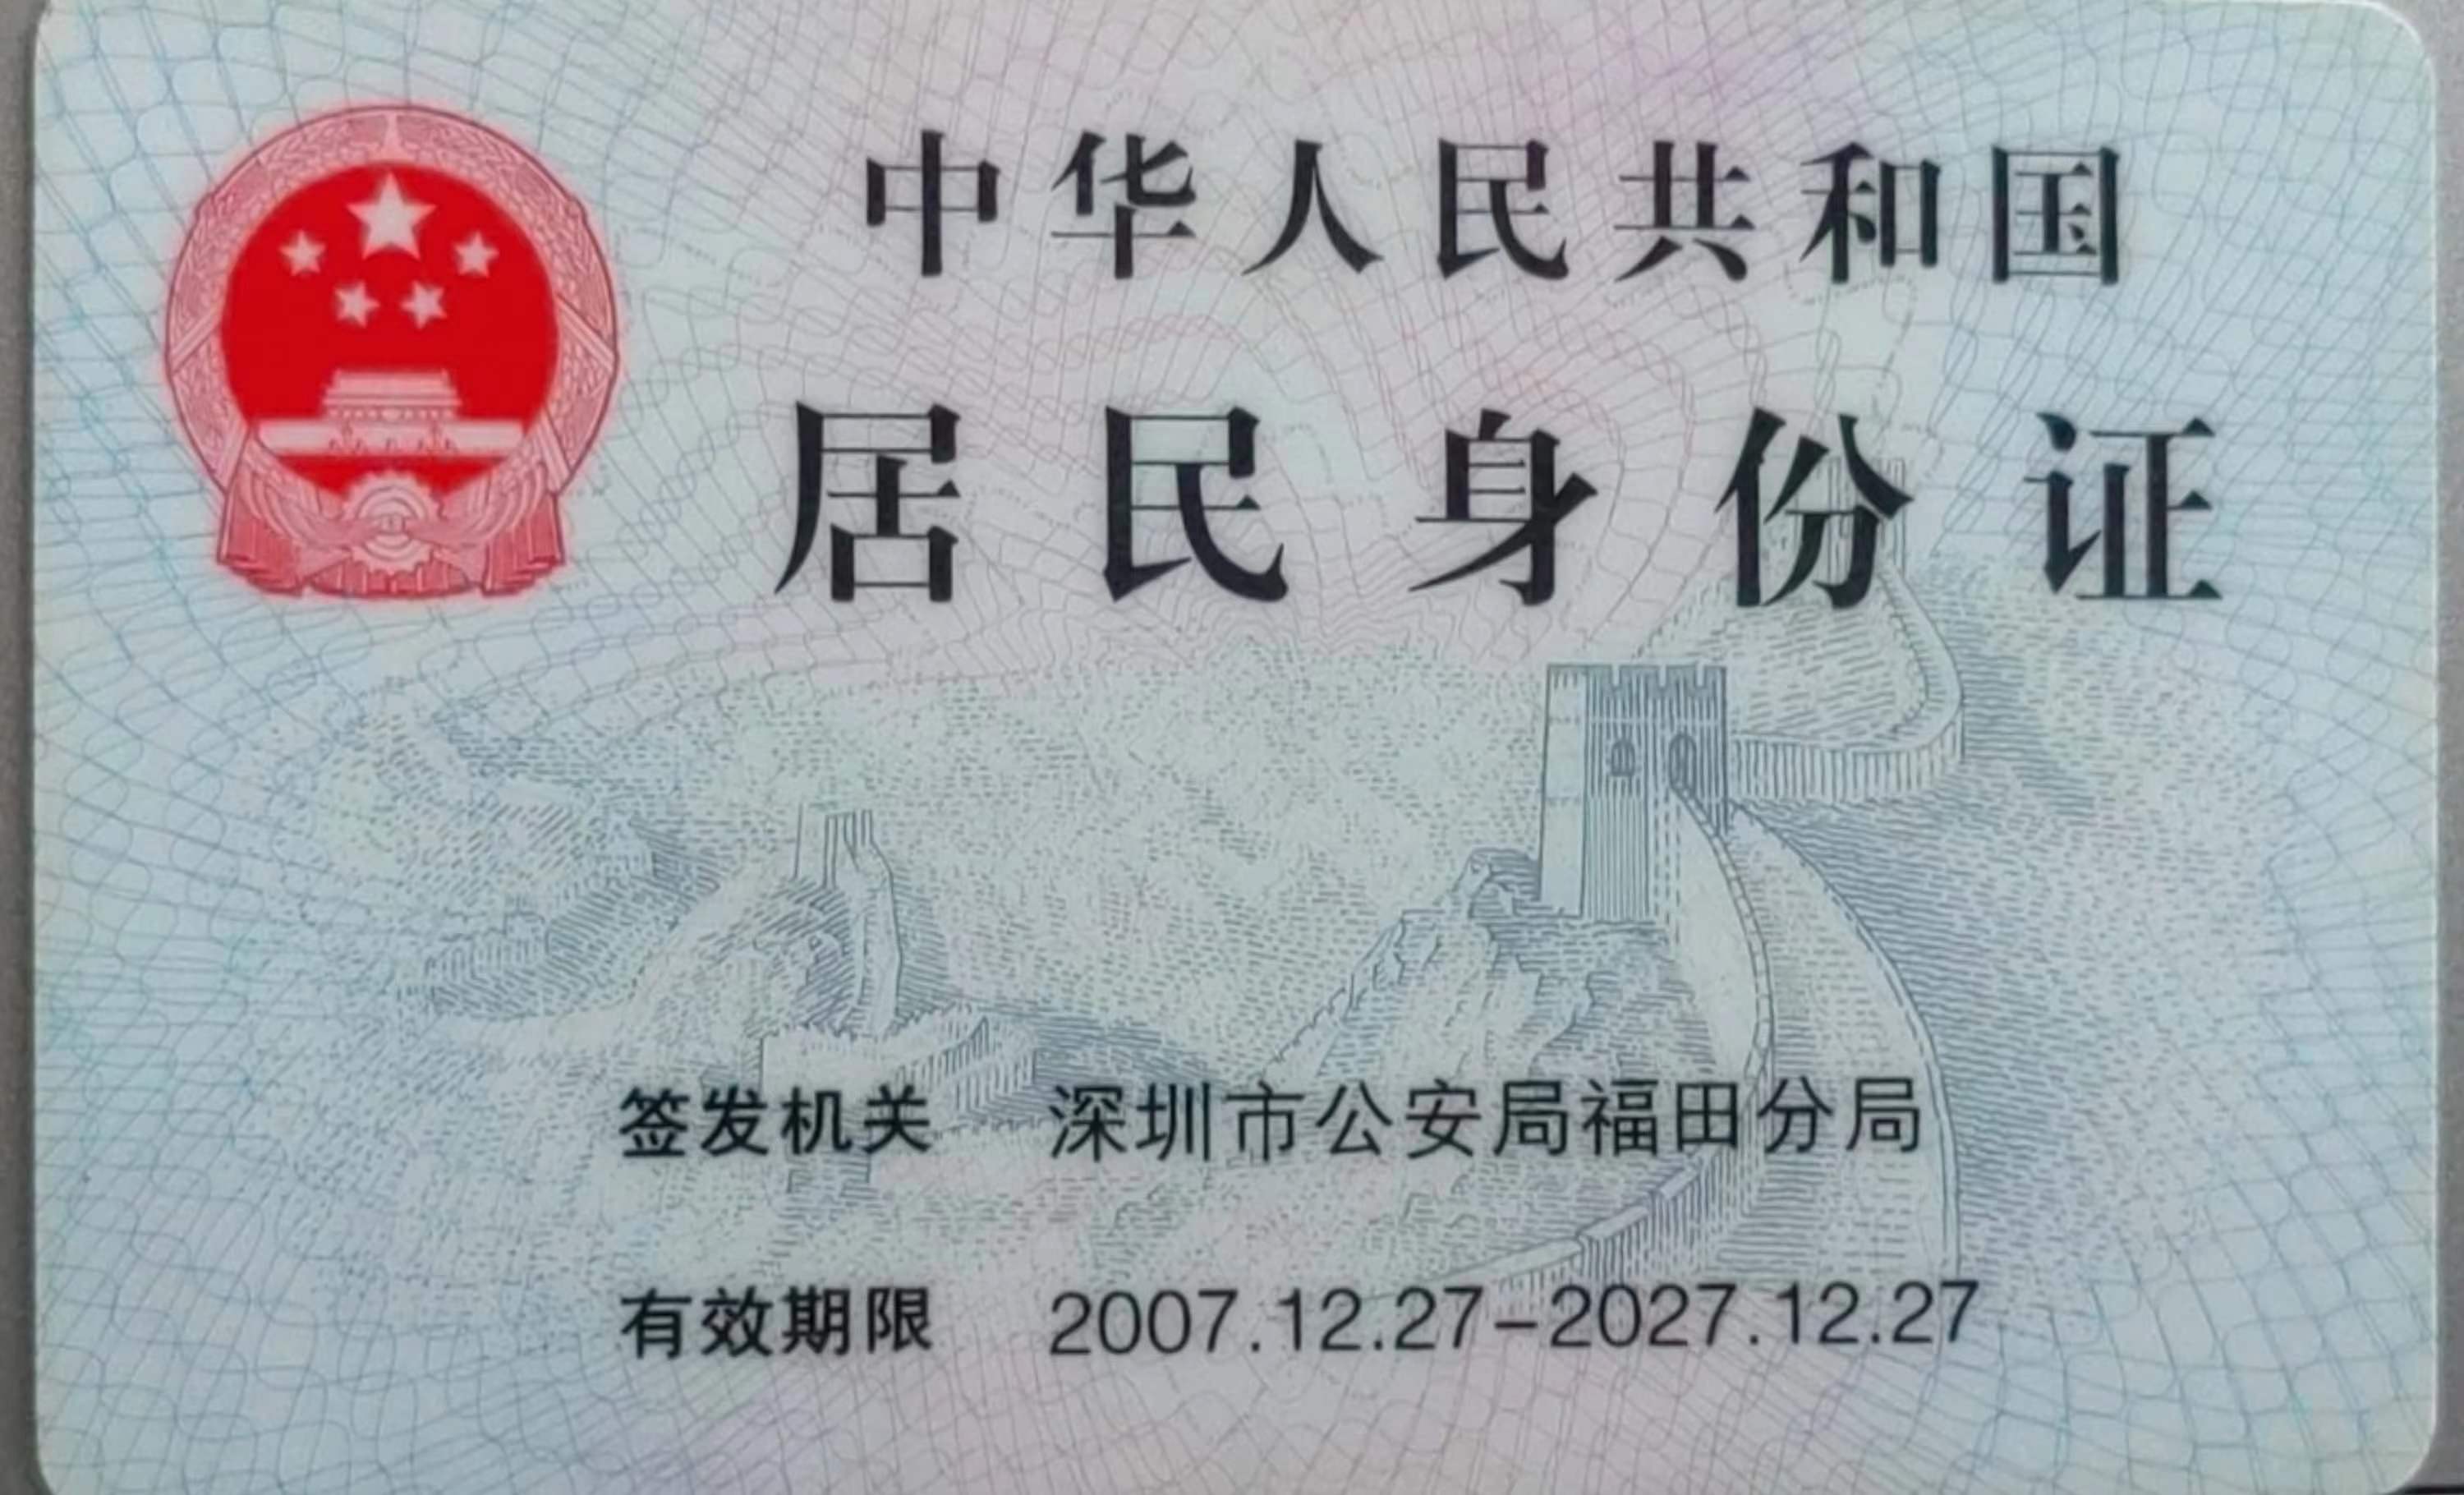 中华人民共和国
居民身份证
签发机关 深圳市公安局福田分局
有效期限 2007.12.27-2027.12.27